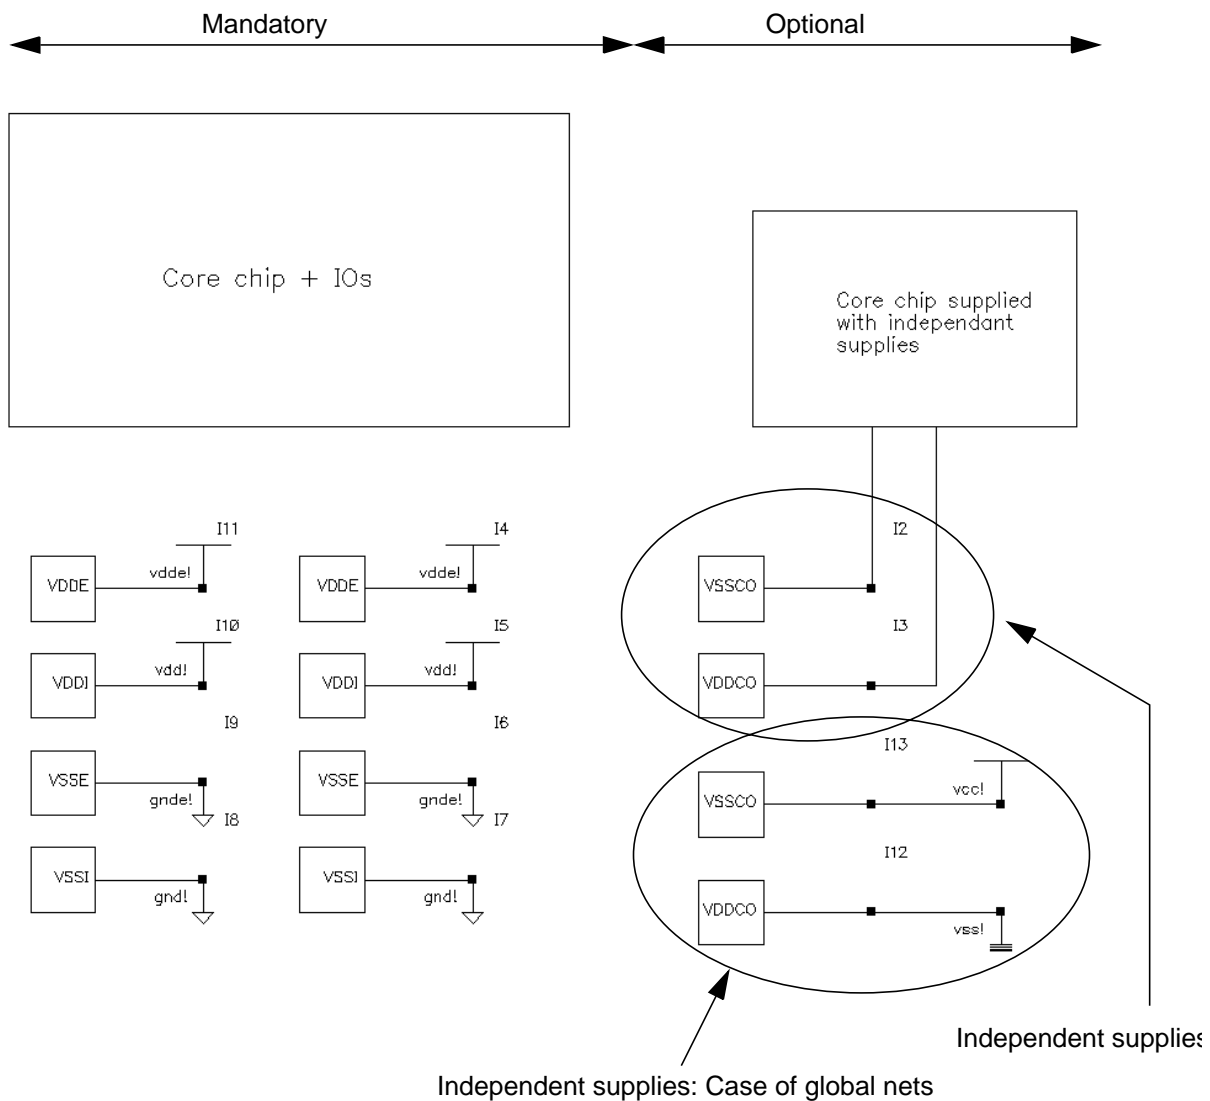 Mandatory
Optional
Core chip + IOs
Core chip supplied
with independant
supplies
I11
VDDE
vdde!
I10
VDDI
vdd!
I9
VSSE
gnde!
I8
VSSI
gnd!
I4
VDDE
vdde!
I5
VDDI
vdd!
I6
VSSE
gnde!
I7
VSSI
gnd!
I2
VSSCO
I3
VDDCO
I13
VSSCO
vcc!
I12
VDDCO
vss!
Independent supplies
Independent supplies: Case of global nets